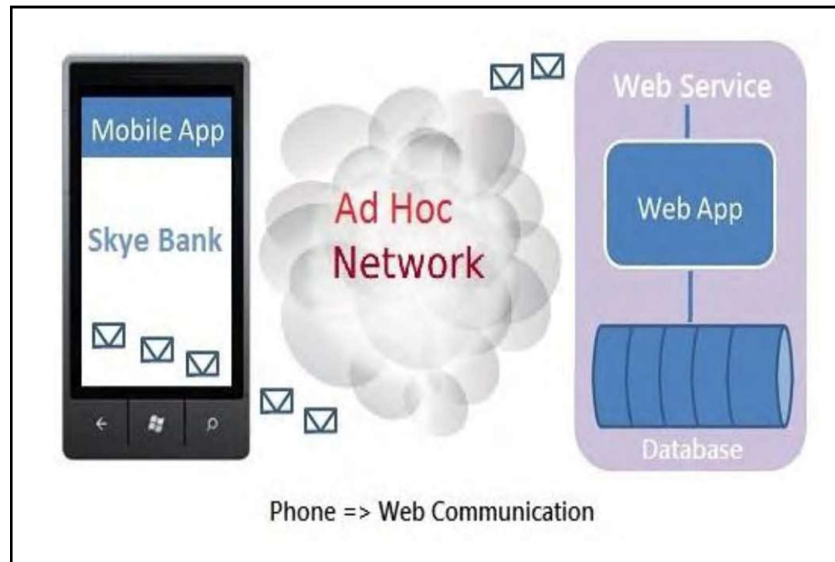 Mobile App
Skye Bank
Ad Hoc
Network
Web Service
Web App
Database
Phone => Web Communication